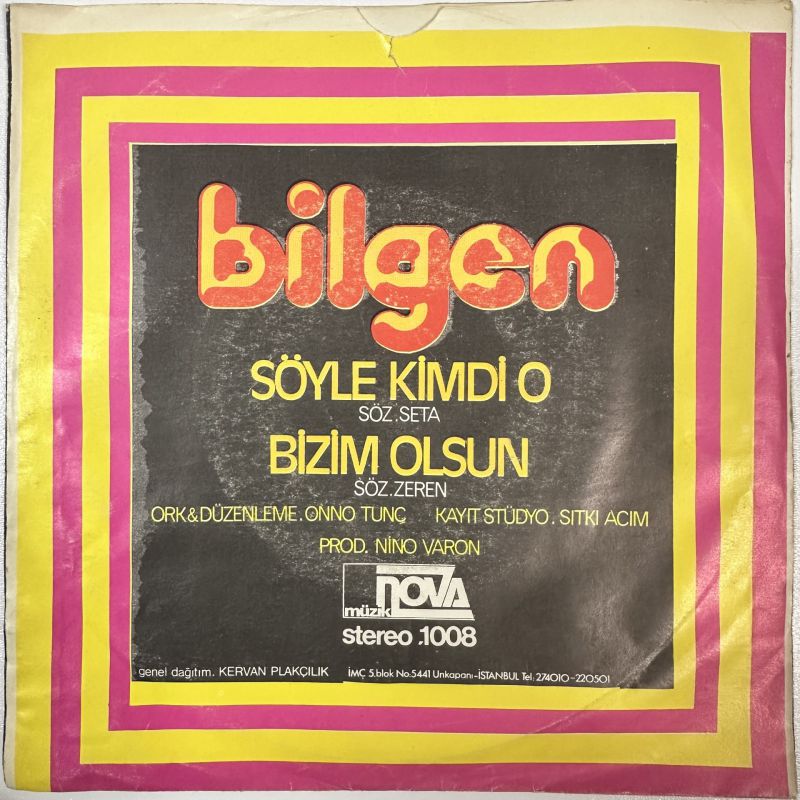 bilgen
SÖYLE KİMDİ O
SÖZ.SETA
BİZİM OLSUN
SÖZ.ZEREN
ORK&DÜZENLEME.ONNO TUNÇ KAYIT STÜDYO.SITKI ACIM
PROD. NİNO VARON
müzik NOVA
stereo.1008
genel dağıtım. KERVAN PLAKÇILIK İMÇ 5.blok No.5441 Unkapanı-İSTANBUL Tel: 274010-220501